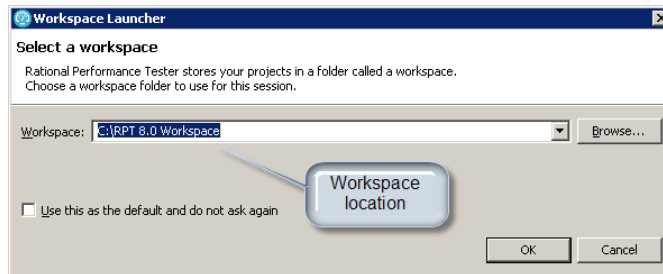 Workspace Launcher
Select a workspace
Rational Performance Tester stores your projects in a folder called a workspace.
Choose a workspace folder to use for this session.
Workspace: C:\RPT 8.0 Workspace Browse...
Workspace
location
Use this as the default and do not ask again
OK Cancel